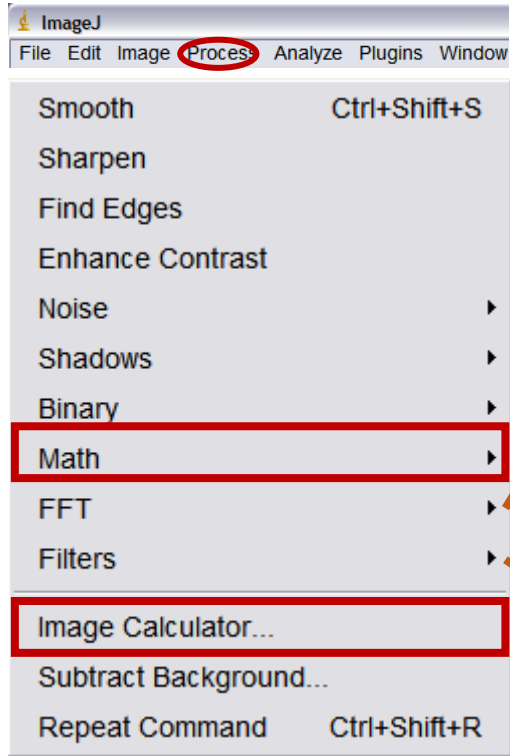 ImageJ
File Edit Image Process Analyze Plugins Window
Smooth Ctrl+Shift+S
Sharpen
Find Edges
Enhance Contrast
Noise
Shadows
Binary
Math
FFT
Filters
Image Calculator...
Subtract Background...
Repeat Command Ctrl+Shift+R